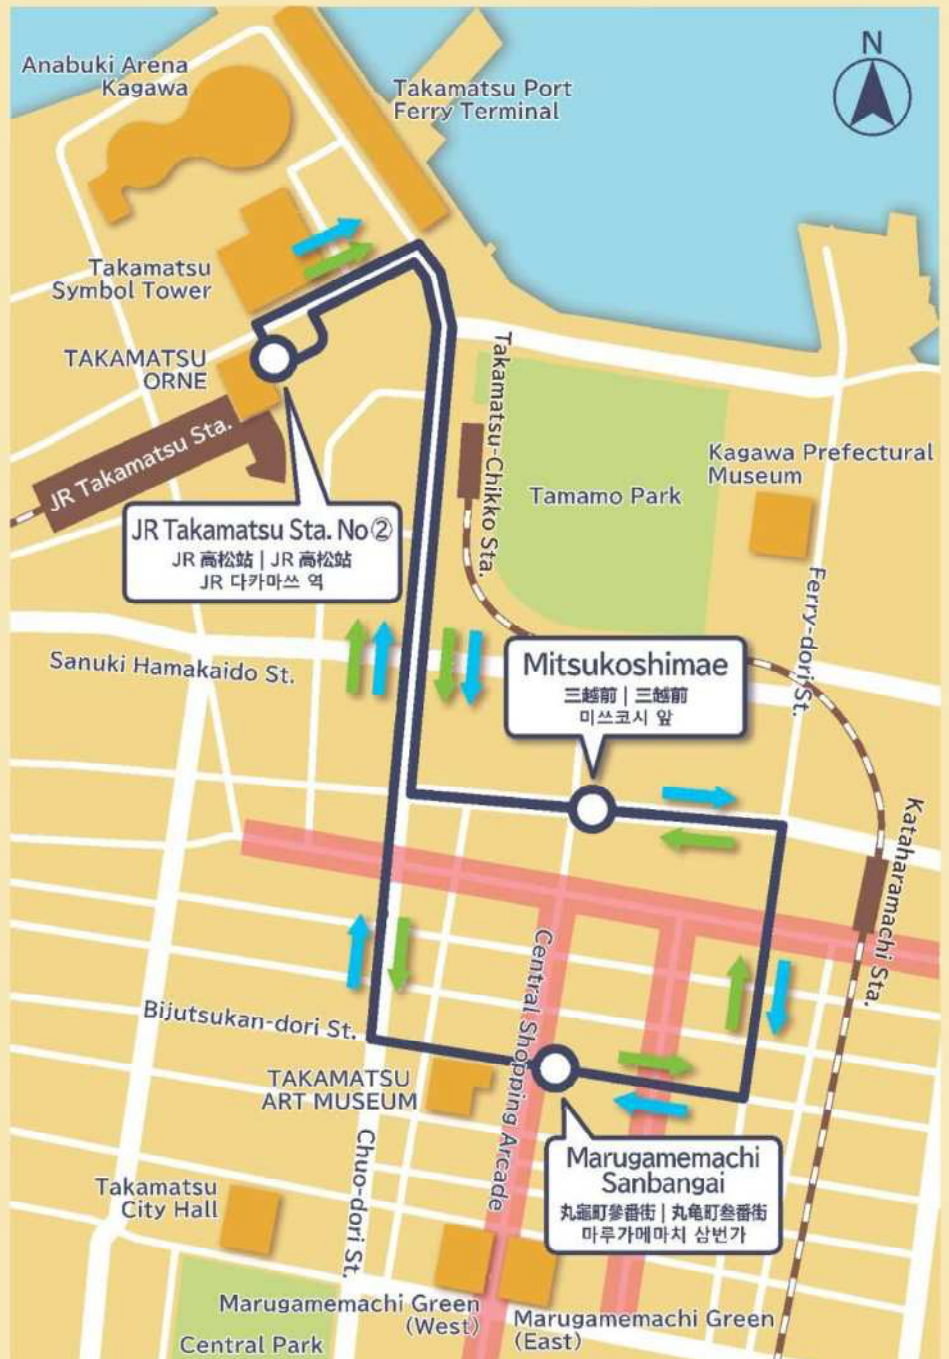 N
Anabuki Arena
Kagawa
Takamatsu Port
Ferry Terminal
Takamatsu
Symbol Tower
TAKAMATSU
ORNE
JR Takamatsu Sta.
Takamatsu-Chikko Sta.
Tamamo Park
Kagawa Prefectural
Museum
JR Takamatsu Sta. No②
JR 高松站 | JR 高松站
JR 다카마쓰 역
Ferry-dori St.
Sanuki Hamakaido St.
Mitsukoshimae
三越前 | 三越前
미쓰코시 앞
Kataharamachi Sta.
Central Shopping Arcade
Bijutsukan-dori St.
TAKAMATSU
ART MUSEUM
Chuo-dori St.
Marugamemachi
Sanbangai
丸龜町參番街 | 丸亀町叁番街
마루가메마치 삼번가
Takamatsu
City Hall
Marugamemachi Green
(West)
Marugamemachi Green
(East)
Central Park